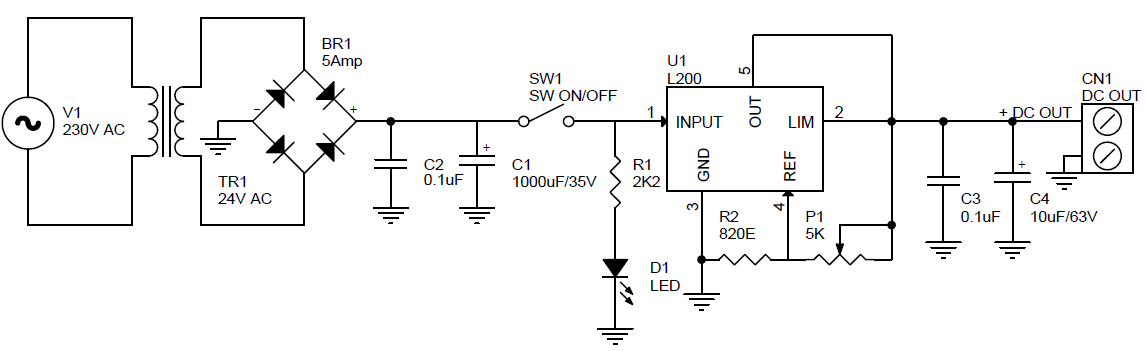 V1
230V AC
TR1
24V AC
BR1
5Amp
−
+
C2
0.1uF
+
C1
1000uF/35V
SW1
SW ON/OFF
R1
2K2
D1
LED
U1
L200
1
INPUT
5
OUT
LIM
2
GND
3
REF
4
R2
820E
P1
5K
C3
0.1uF
+ DC OUT
+
C4
10uF/63V
CN1
DC OUT